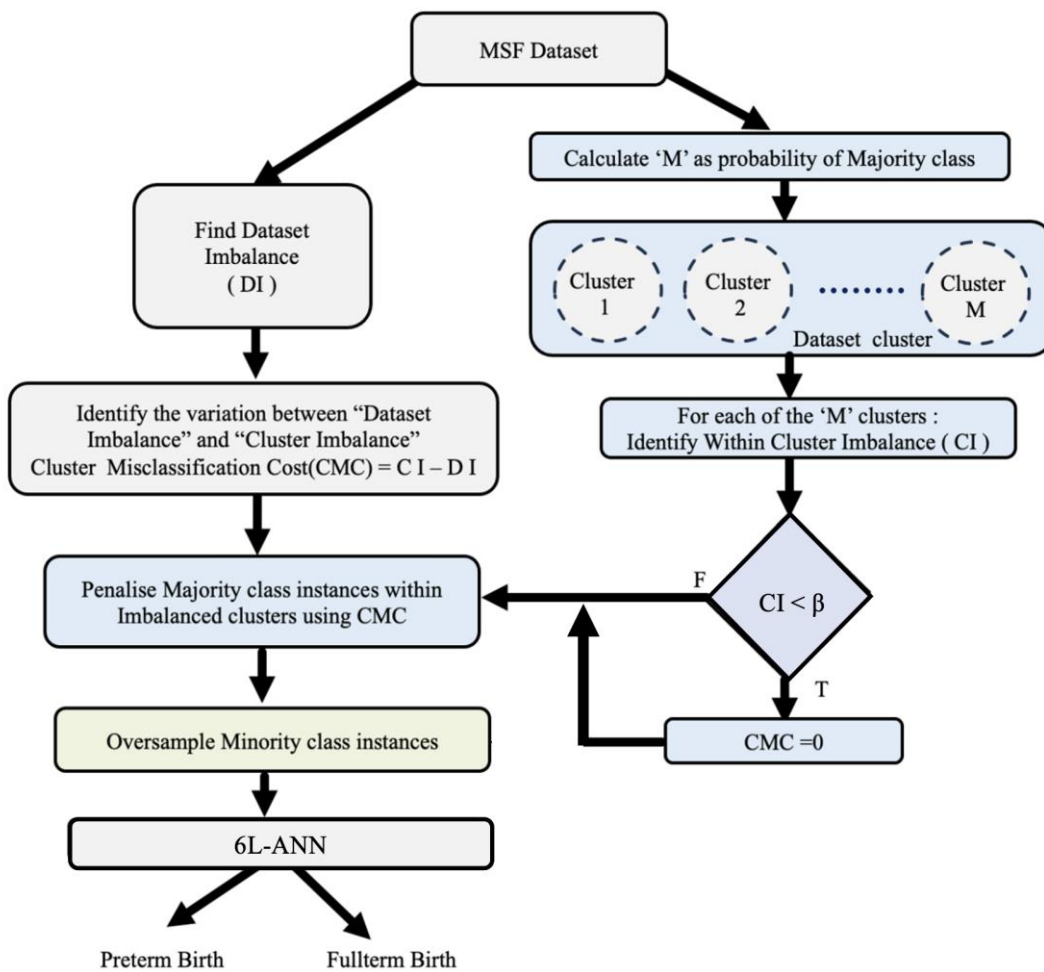 MSF Dataset
Calculate ‘M’ as probability of Majority class
Find Dataset
Imbalance
( DI )
Cluster
1
Cluster
2
Cluster
M
Dataset cluster
Identify the variation between “Dataset
Imbalance” and “Cluster Imbalance”
Cluster Misclassification Cost(CMC) = C I – D I
For each of the ‘M’ clusters :
Identify Within Cluster Imbalance ( CI )
Penalise Majority class instances within
Imbalanced clusters using CMC
F
CI < β
T
Oversample Minority class instances
CMC =0
6L-ANN
Preterm Birth
Fullterm Birth